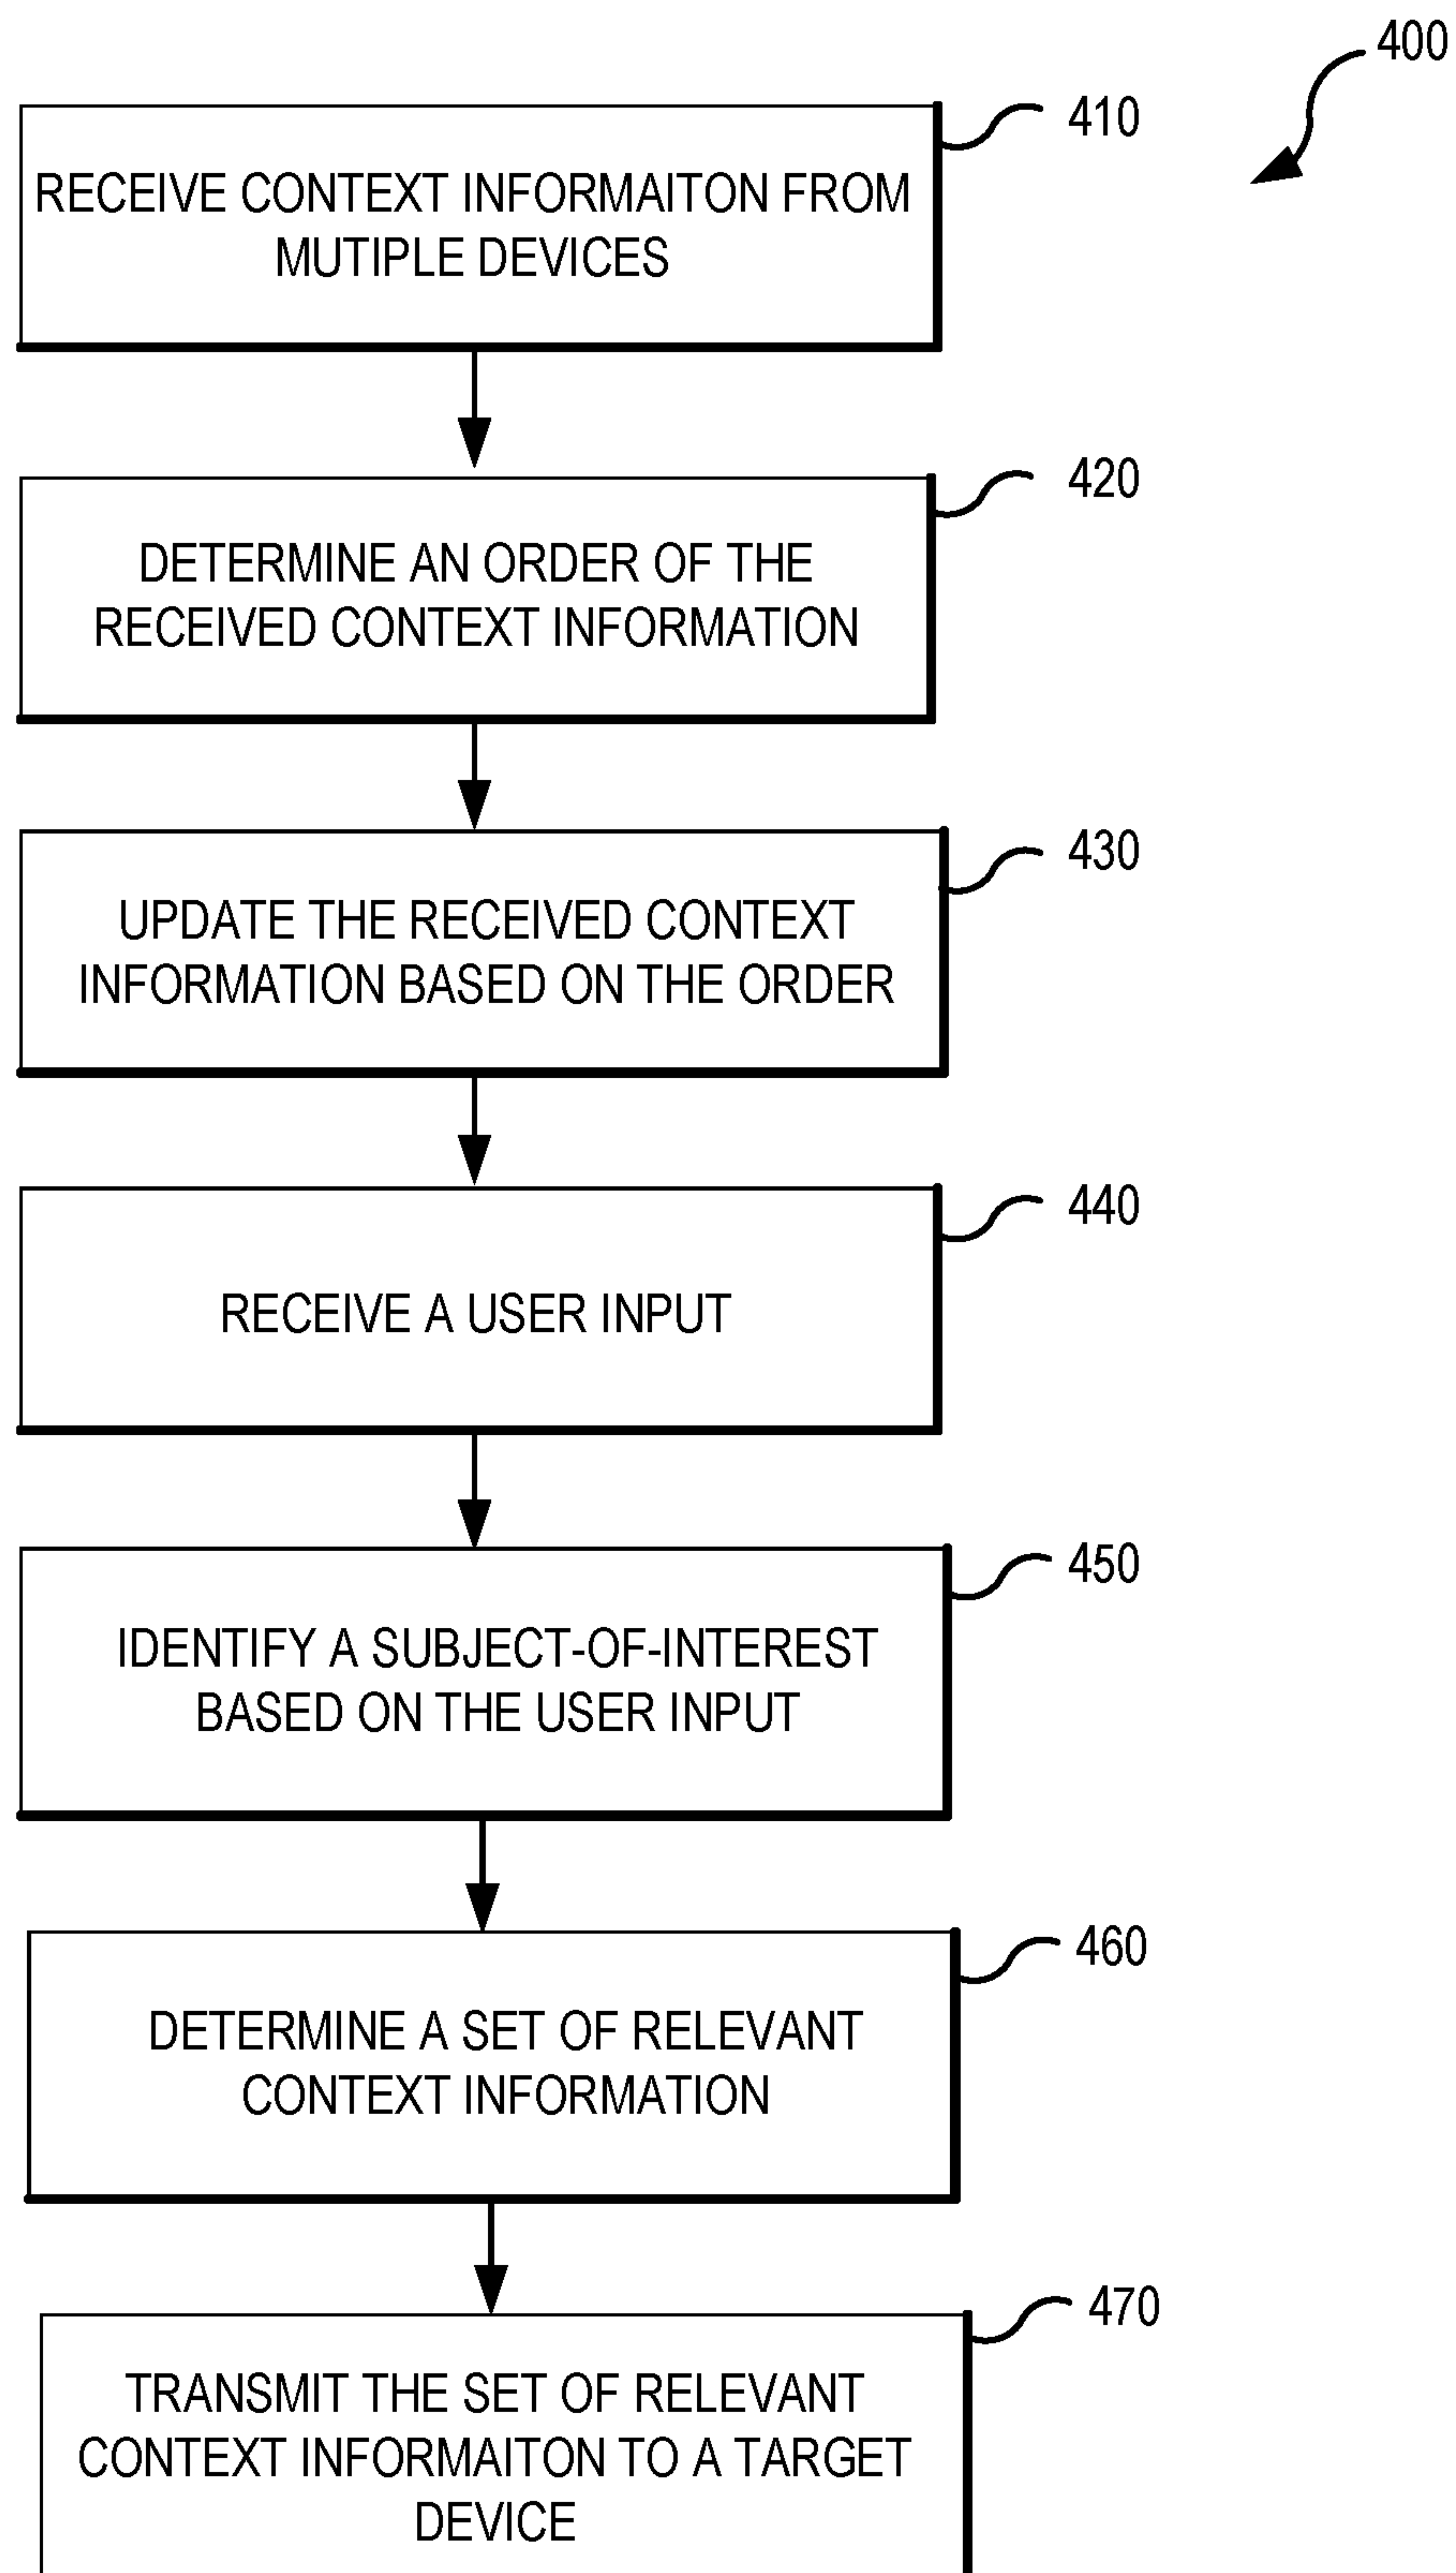 400
410
RECEIVE CONTEXT INFORMAITON FROM
MUTIPLE DEVICES
420
DETERMINE AN ORDER OF THE
RECEIVED CONTEXT INFORMATION
430
UPDATE THE RECEIVED CONTEXT
INFORMATION BASED ON THE ORDER
440
RECEIVE A USER INPUT
450
IDENTIFY A SUBJECT-OF-INTEREST
BASED ON THE USER INPUT
460
DETERMINE A SET OF RELEVANT
CONTEXT INFORMATION
470
TRANSMIT THE SET OF RELEVANT
CONTEXT INFORMAITON TO A TARGET
DEVICE